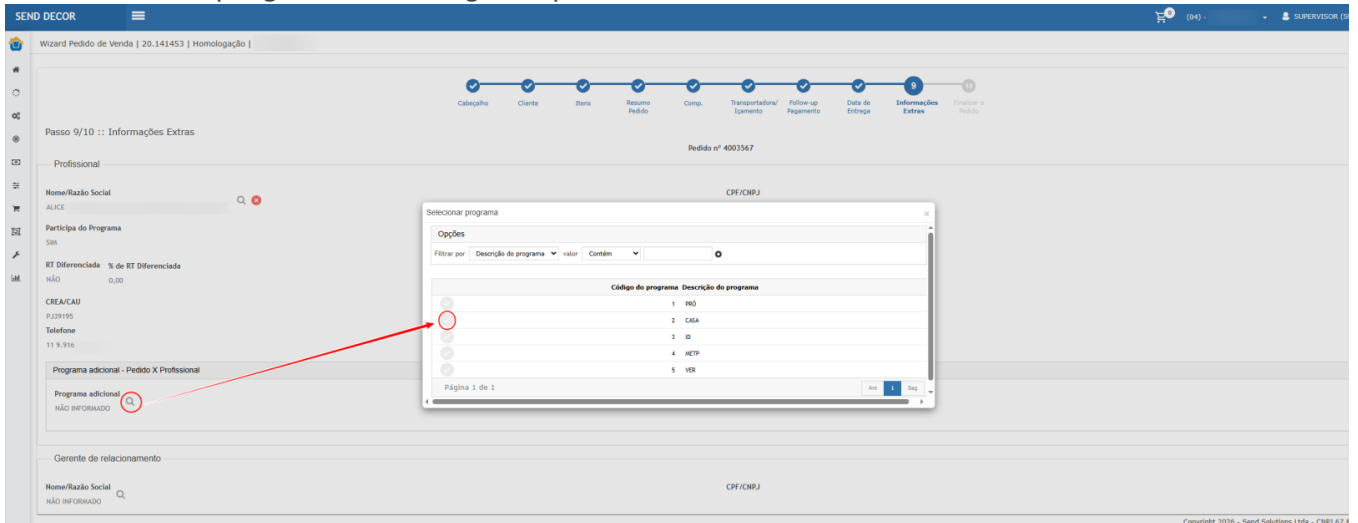 SEND DECOR
0
(04) -
SUPERVISOR (S
Wizard Pedido de Venda | 20.141453 | Homologação |
9
10
Cabeçalho
Cliente
Itens
Resumo
Pedido
Comp.
Transportadora/
Içamento
Follow-up
Pagamento
Data de
Entrega
Informações
Extras
Finalizar o
Pedido
Passo 9/10 :: Informações Extras
Pedido nº 4003567
Profissional
Nome/Razão Social
CPF/CNPJ
ALICE
Participa do Programa
SIM
RT Diferenciada % de RT Diferenciada
NÃO 0,00
CREA/CAU
PJ39195
Telefone
11 9.916
Programa adicional - Pedido X Profissional
Programa adicional
NÃO INFORMADO
Selecionar programa
×
Opções
Filtrar por Descrição do programa valor Contém
Código do programa Descrição do programa
1 PRÓ
2 CASA
3 ID
4 METP
5 VER
Página 1 de 1
Ant 1 Seg
Gerente de relacionamento
Nome/Razão Social
CPF/CNPJ
NÃO INFORMADO
Copyright 2026 - Send Solutions Ltda - CNPJ 67.8